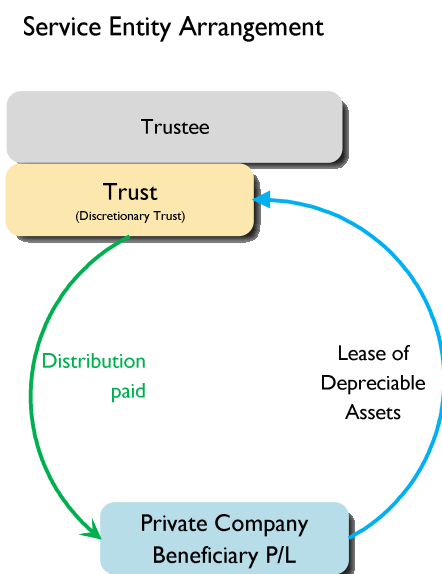 Service Entity Arrangement
Trustee
Trust
(Discretionary Trust)
Distribution
paid
Lease of
Depreciable
Assets
Private Company
Beneficiary P/L